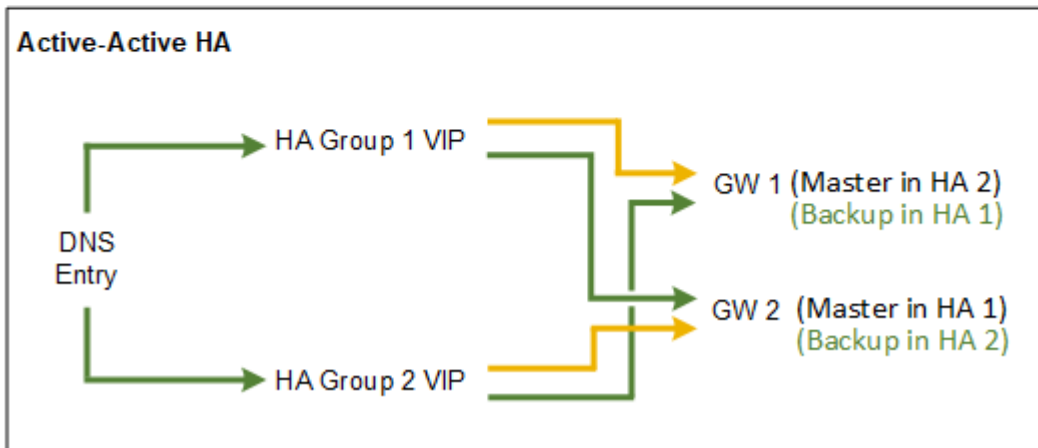 Active-Active HA
HA Group 1 VIP
GW 1 (Master in HA 2)
(Backup in HA 1)
DNS
Entry
GW 2 (Master in HA 1)
(Backup in HA 2)
HA Group 2 VIP